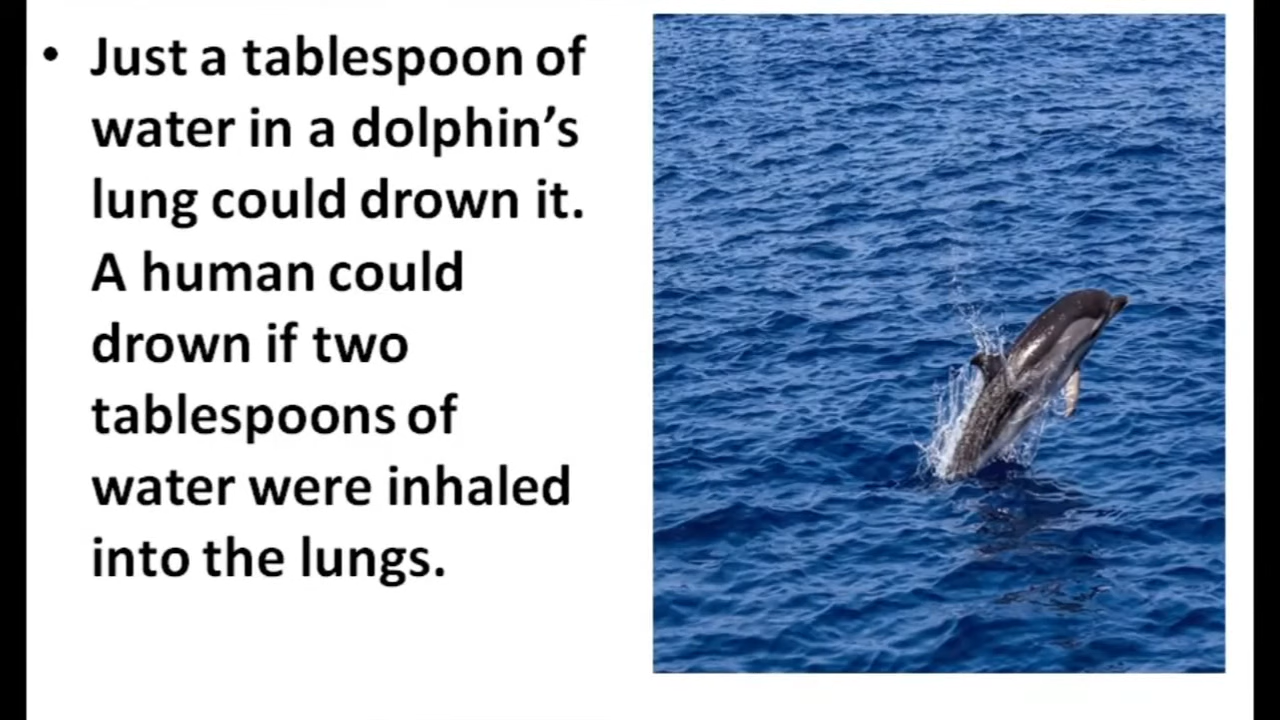 • Just a tablespoon of
water in a dolphin’s
lung could drown it.
A human could
drown if two
tablespoons of
water were inhaled
into the lungs.